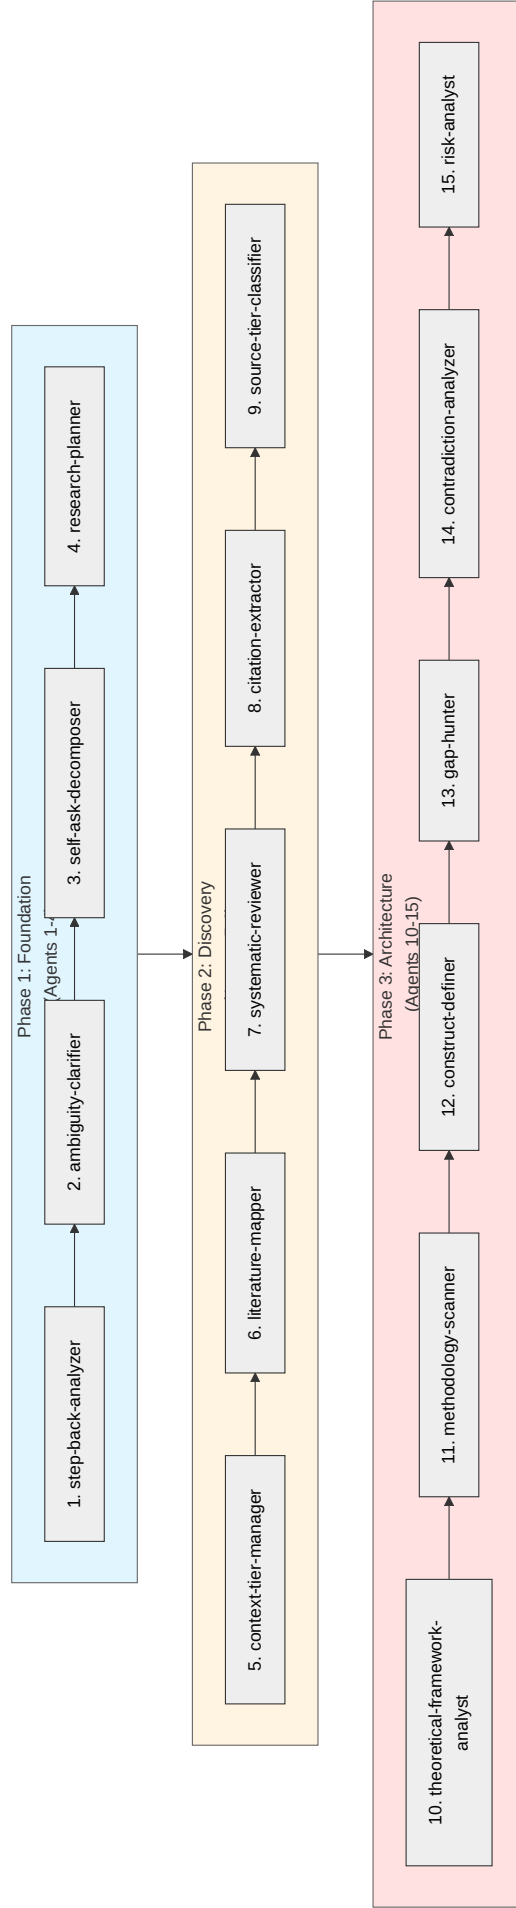 Phase 1: Foundation
(Agents 1-4
1. step-back-analyzer
2. ambiguity-clarifier
3. self-ask-decomposer
4. research-planner
Phase 2: Discovery
5. context-tier-manager
6. literature-mapper
7. systematic-reviewer
8. citation-extractor
9. source-tier-classifier
Phase 3: Architecture
(Agents 10-15)
10. theoretical-framework-
analyst
11. methodology-scanner
12. construct-definer
13. gap-hunter
14. contradiction-analyzer
15. risk-analyst